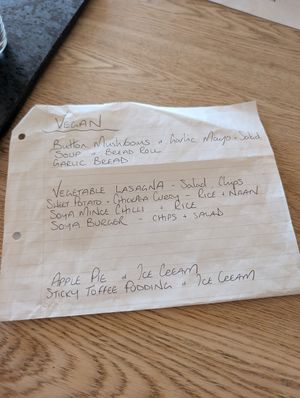 VEGAN
BUTTON MUSHROOMS + GARLIC MAYO + Salad
SOUP + BREAD ROLL
GARLIC BREAD
VEGETABLE LASAGNA - Salad, Chips
SWEET POTATO + CHICKPEA CURRY - RICE + NAAN
SOYA MINCE CHILLI + RICE
SOYA BURGER - CHIPS + SALAD
APPLE PIE " ICE CREAM
STICKY TOFFEE PUDDING " ICE CREAM